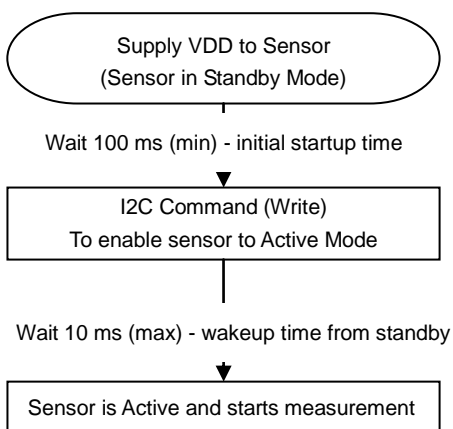 Supply VDD to Sensor
(Sensor in Standby Mode)
Wait 100 ms (min) - initial startup time
I2C Command (Write)
To enable sensor to Active Mode
Wait 10 ms (max) - wakeup time from standby
Sensor is Active and starts measurement